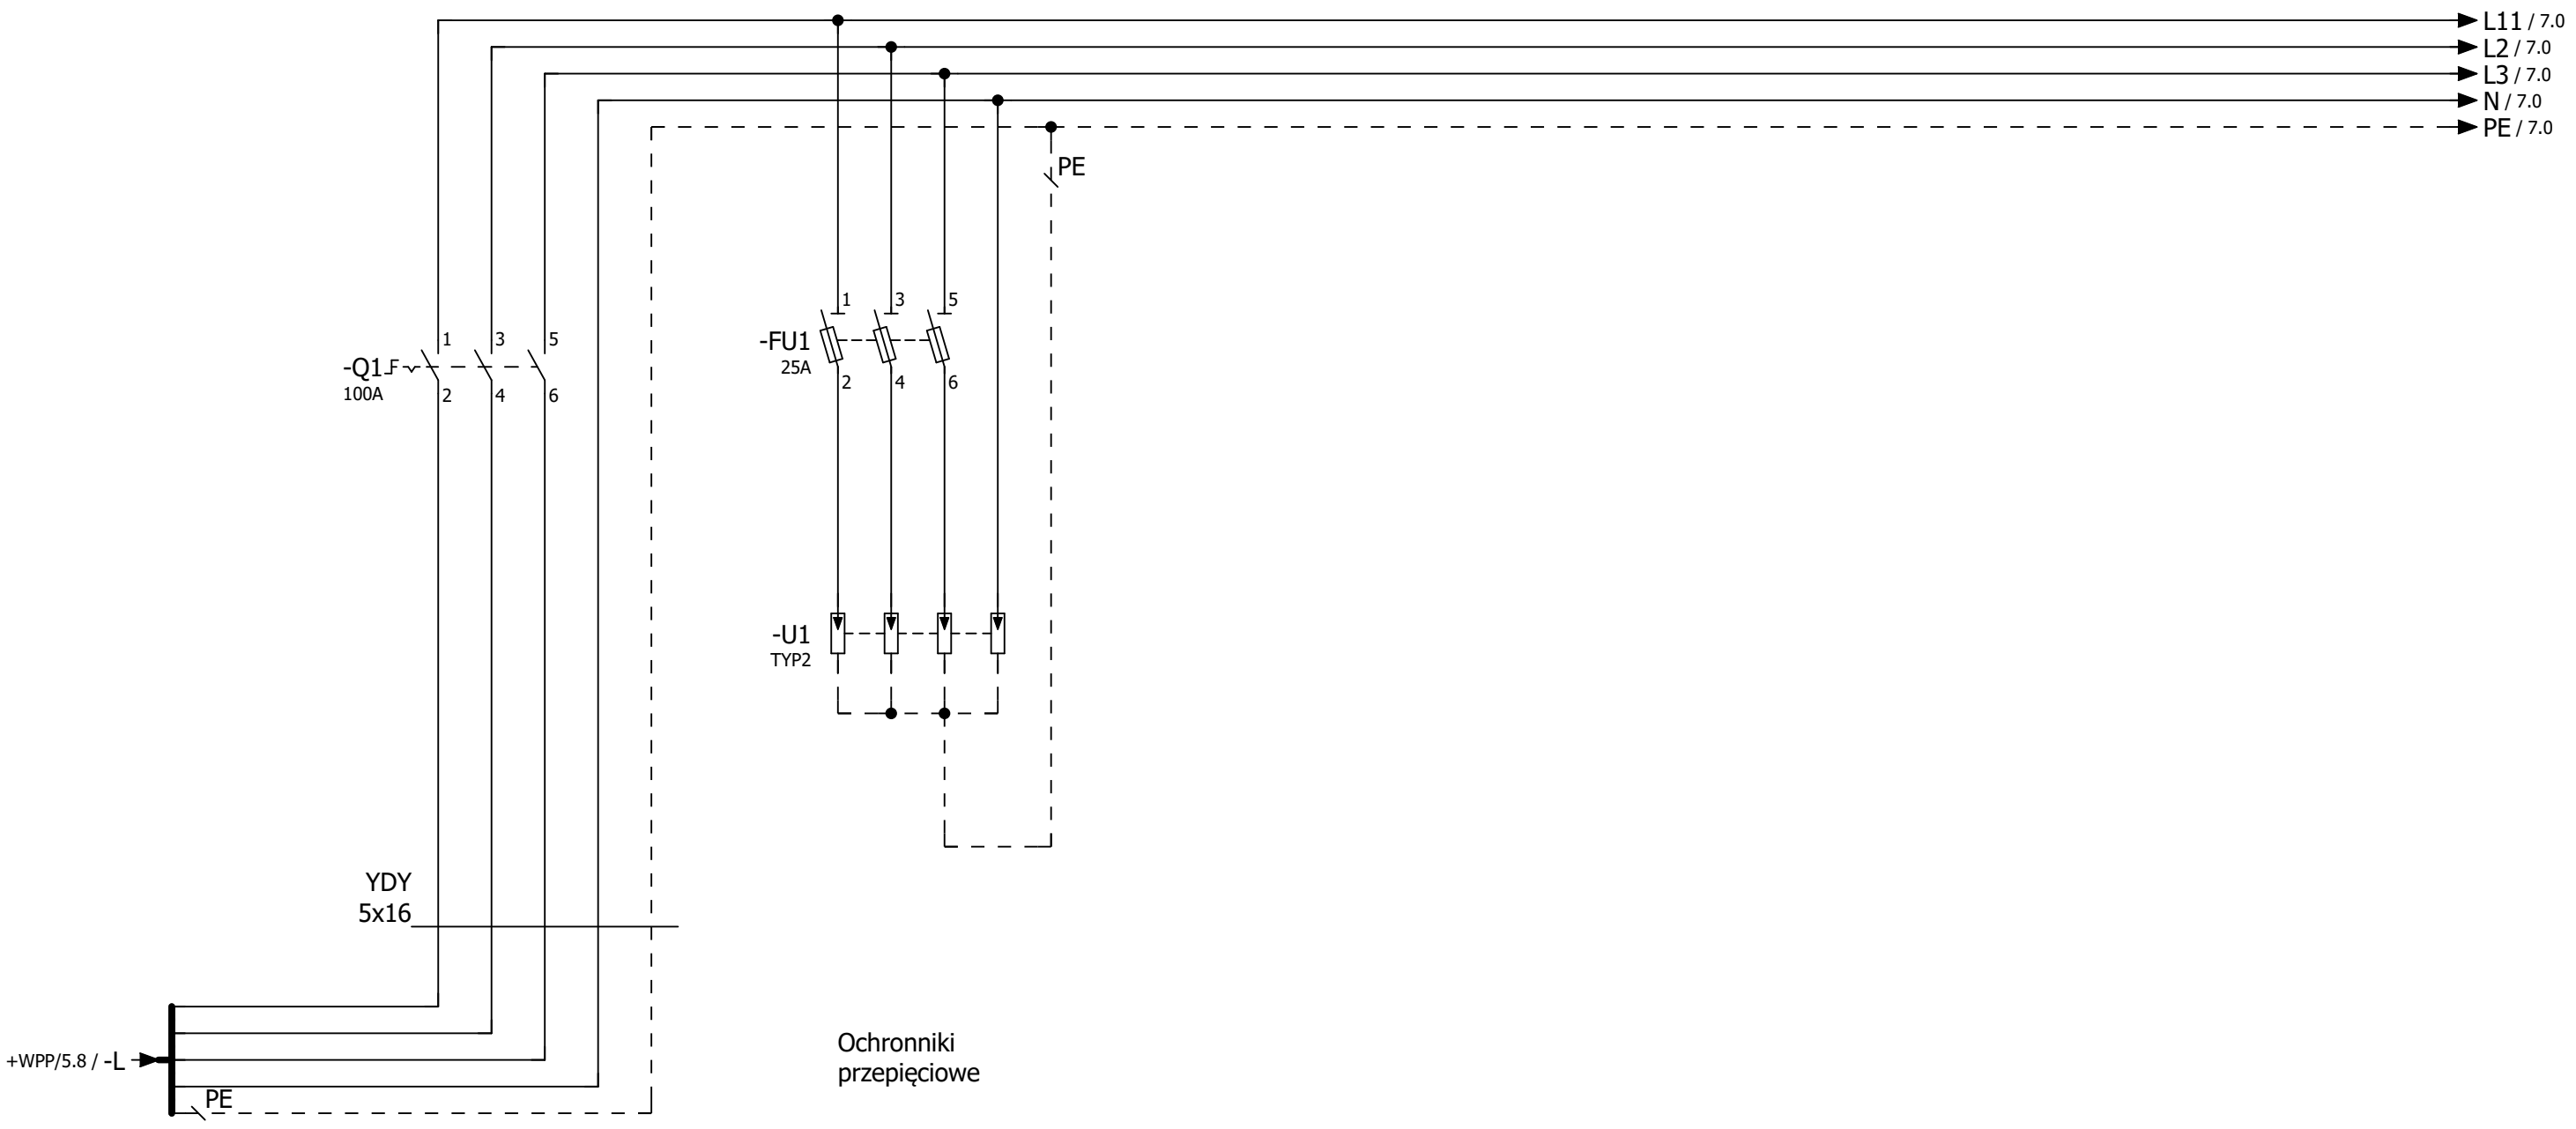 L11 / 7.0
L2 / 7.0
L3 / 7.0
N / 7.0
PE / 7.0
PE
1 3 5
-Q1
100A
2 4 6
1 3 5
-FU1
25A
2 4 6
-U1
TYP2
YDY
5x16
+WPP/5.8 / -L
PE
Ochronniki
przepięciowe